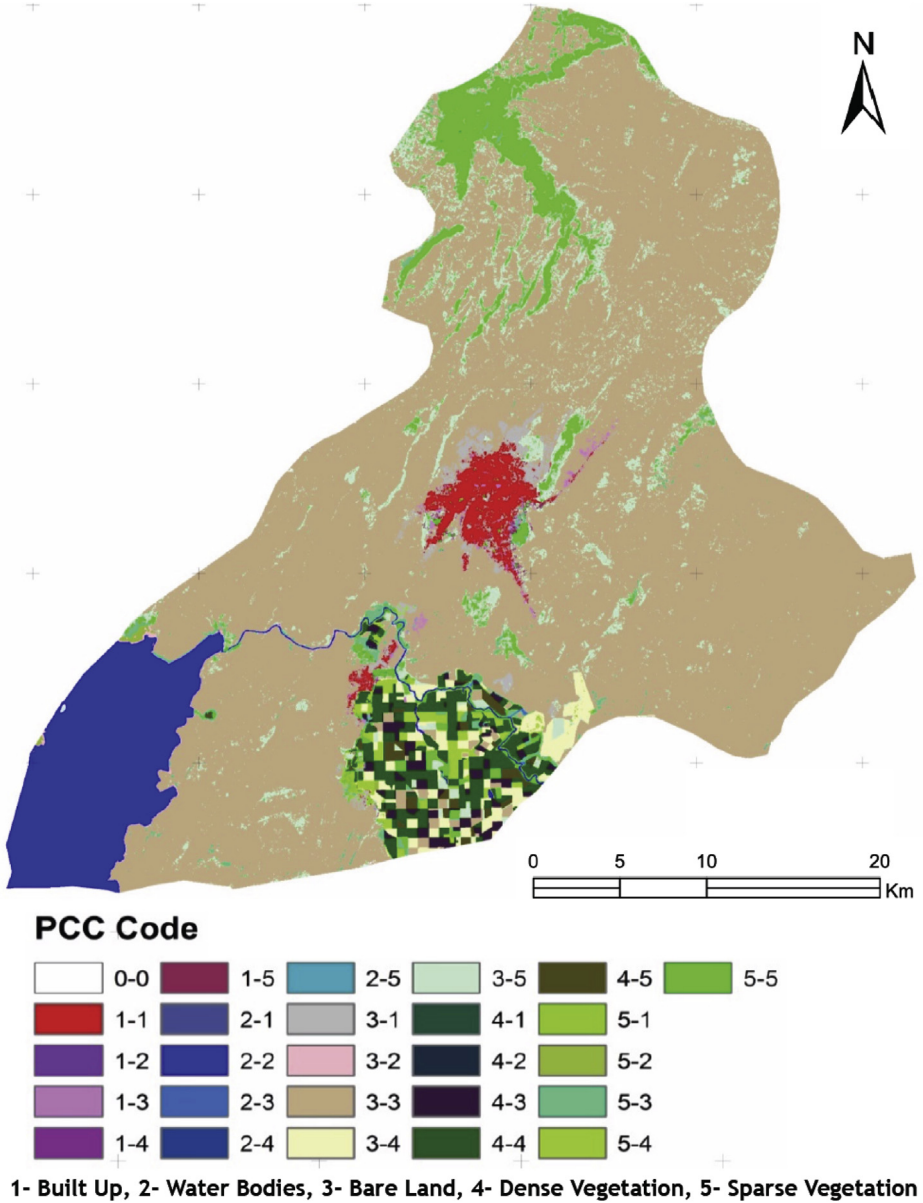 N
0 5 10 20
Km
PCC Code
0-0 1-5 2-5 3-5 4-5 5-5
1-1 2-1 3-1 4-1 5-1
1-2 2-2 3-2 4-2 5-2
1-3 2-3 3-3 4-3 5-3
1-4 2-4 3-4 4-4 5-4
1- Built Up, 2- Water Bodies, 3- Bare Land, 4- Dense Vegetation, 5- Sparse Vegetation